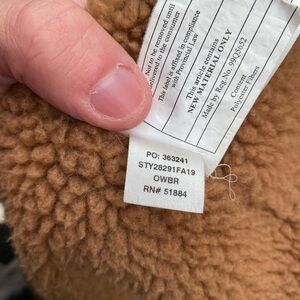 Not to be removed until
delivered to the consumer
This label is affixed in compliance
with Provincial Law
This article contains
NEW MATERIAL ONLY
Made by Reg.No. 99Q6652
Content
Polyester Fibers
PO: 363241
STY28291FA19
OWBR
RN# 51884